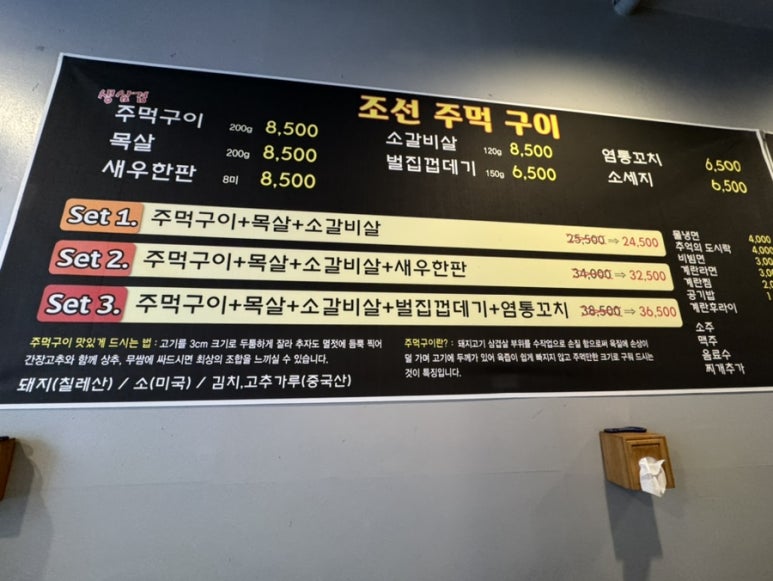 조선 주먹 구이
생삼겹
주먹구이 200g 8,500
목살 200g 8,500
새우한판 8미 8,500
소갈비살 120g 8,500
벌집껍데기 150g 6,500
염통꼬치 6,500
소세지 6,500
Set 1. 주먹구이+목살+소갈비살 25,500 ⇒ 24,500
Set 2. 주먹구이+목살+소갈비살+새우한판 34,000 ⇒ 32,500
Set 3. 주먹구이+목살+소갈비살+벌집껍데기+염통꼬치 38,500 ⇒ 36,500
물냉면 4,000
추억의 도시락 4,000
비빔면 3,00
계란라면 3,00
계란찜 2,0
공기밥 1
계란후라이
소주
맥주
음료수
찌개추가
주먹구이 맛있게 드시는 법 : 고기를 3cm 크기로 두툼하게 잘라 추자도 멜젓에 듬뿍 찍어
간장고추와 함께 상추, 무쌈에 싸드시면 최상의 조합을 느끼실 수 있습니다.
주먹구이란? : 돼지고기 삼겹살 부위를 수작업으로 손질 함으로써 육질에 손상이
덜 가며 고기에 두께가 있어 육즙이 쉽게 빠지지 않고 주먹만한 크기로 구워 드시는
것이 특징입니다.
돼지(칠레산) / 소(미국) / 김치,고추가루(중국산)